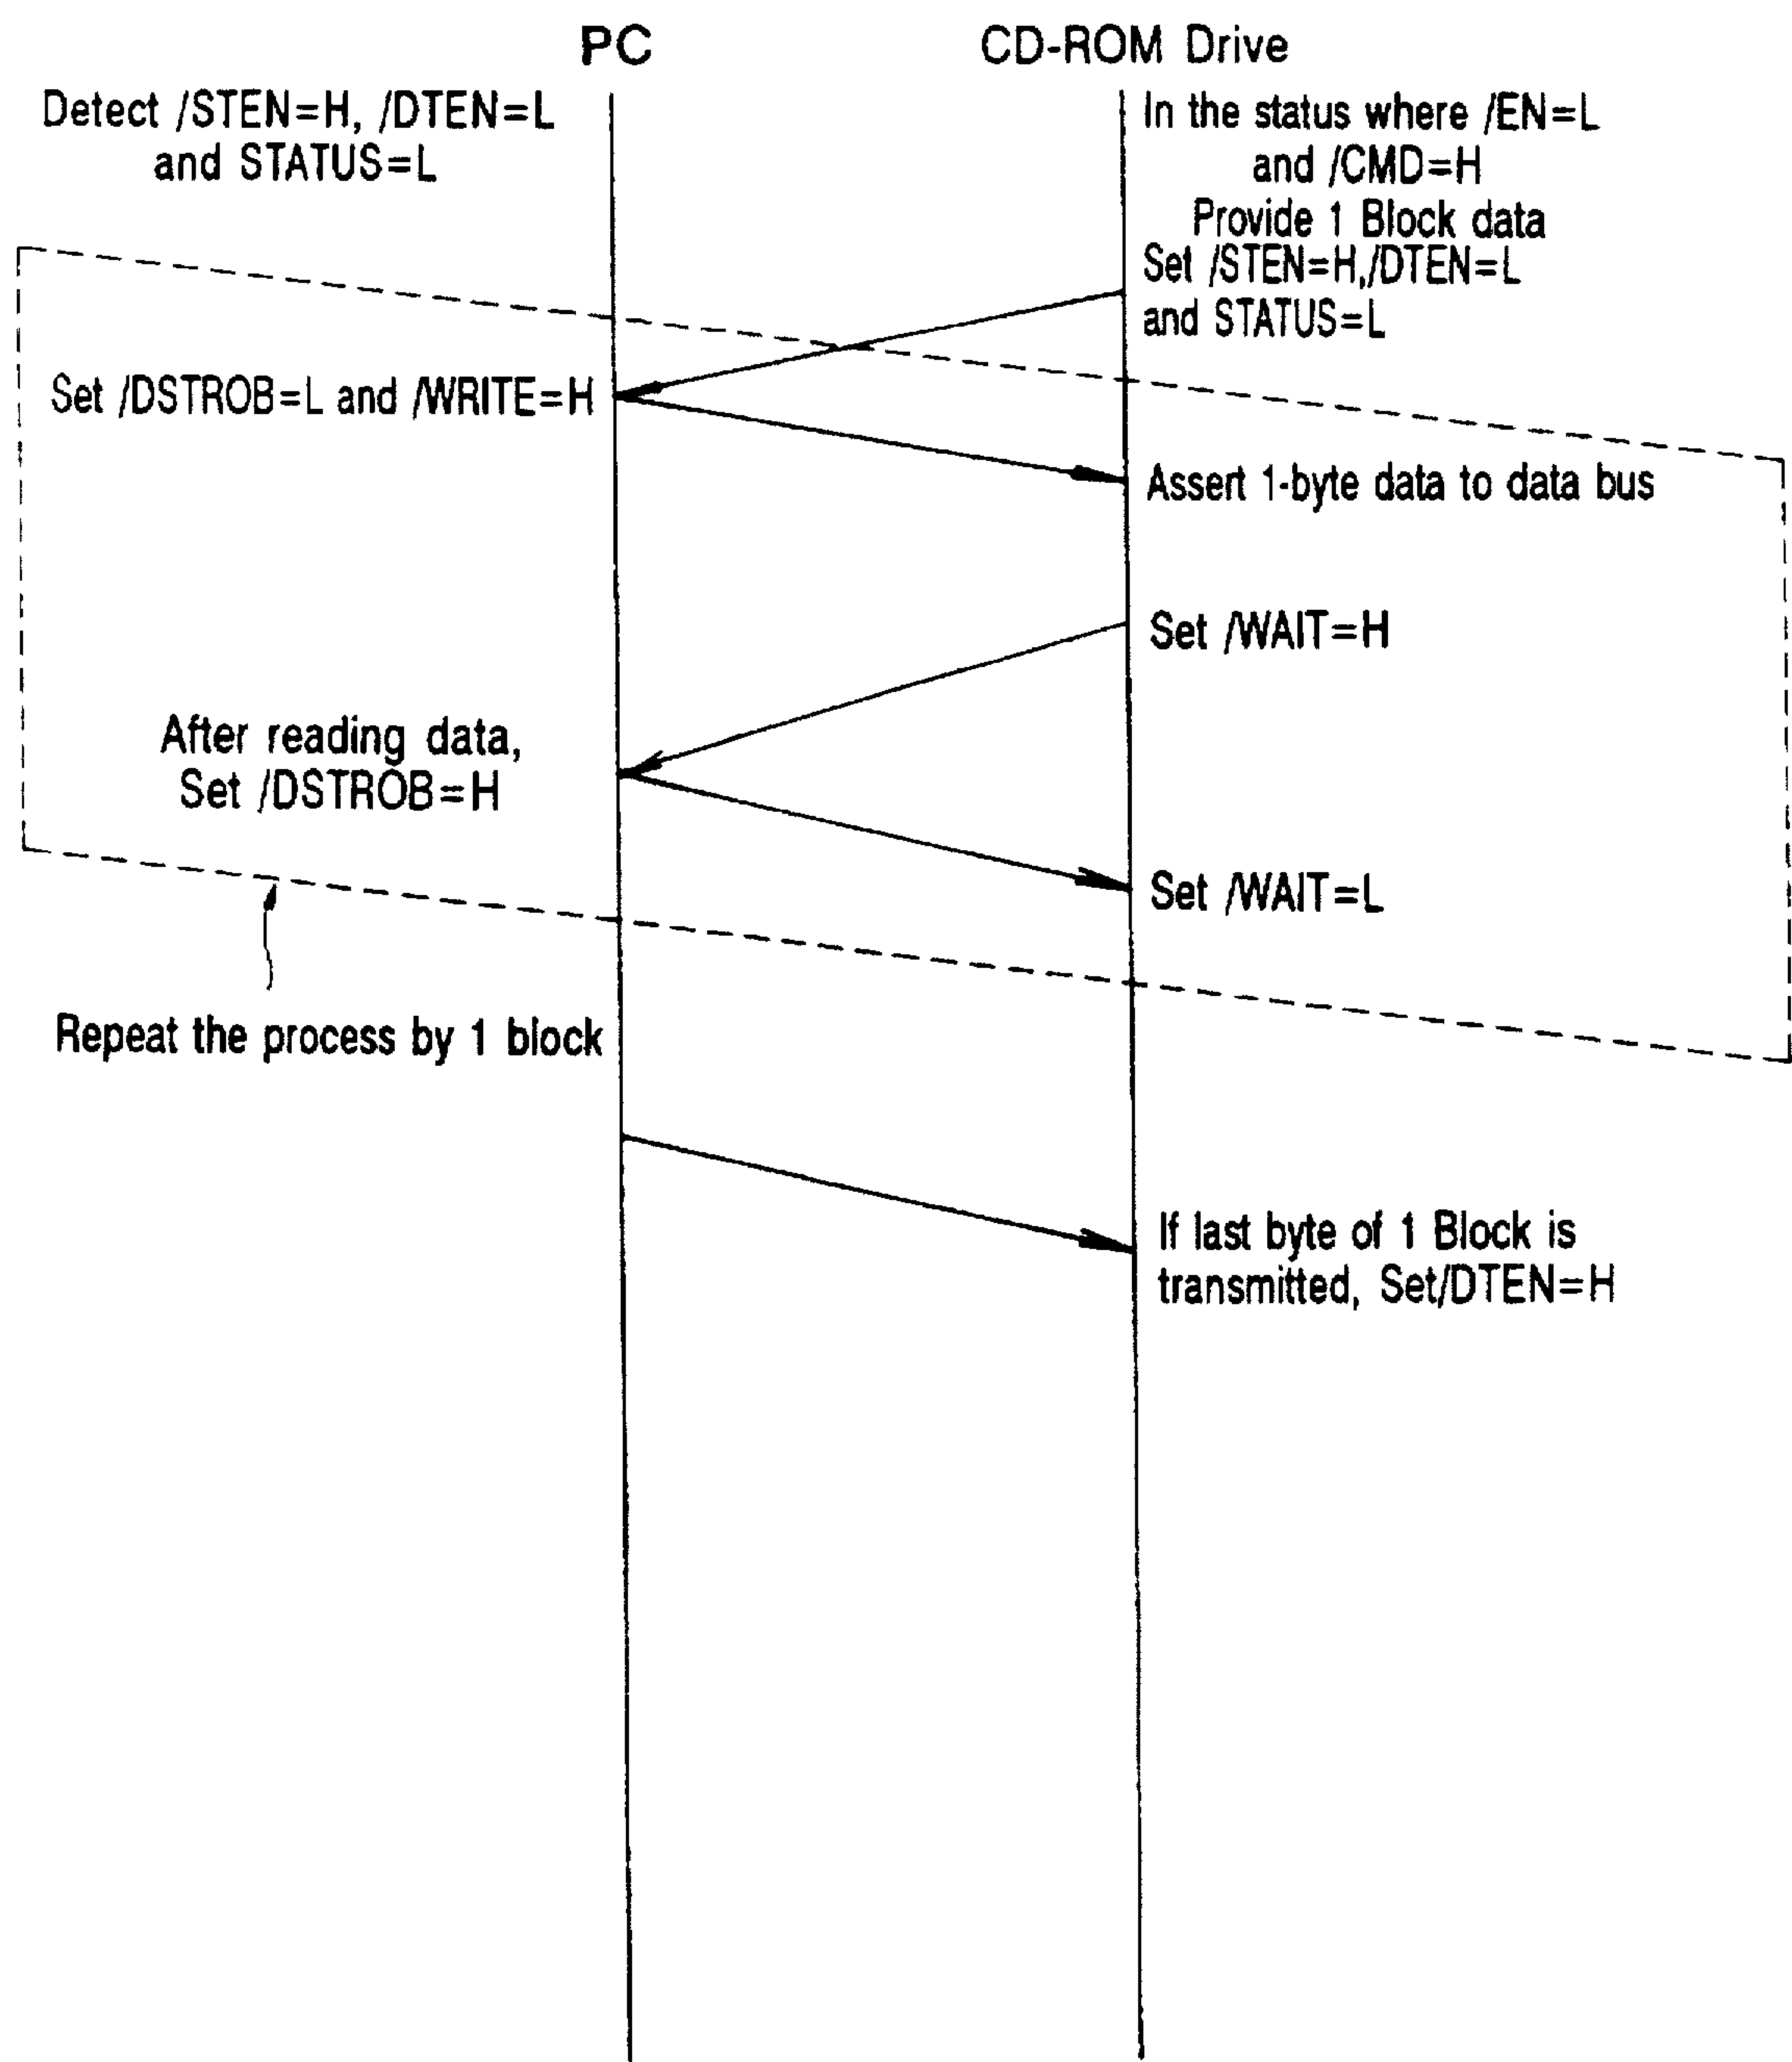 PC
CD-ROM Drive
Detect /STEN=H, /DTEN=L
and STATUS=L
In the status where /EN=L
and /CMD=H
Provide 1 Block data
Set /STEN=H,/DTEN=L
and STATUS=L
Set /DSTROB=L and /WRITE=H
Assert 1-byte data to data bus
Set /WAIT=H
After reading data,
Set /DSTROB=H
Set /WAIT=L
Repeat the process by 1 block
If last byte of 1 Block is
transmitted, Set/DTEN=H